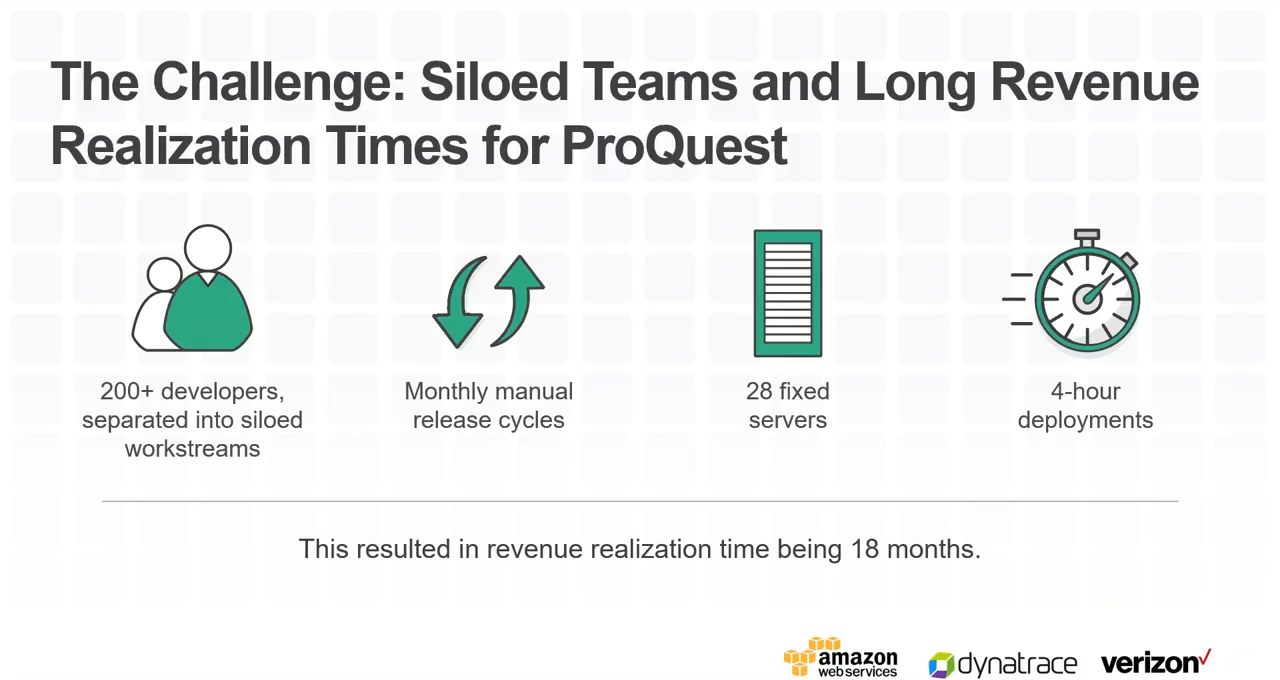 The Challenge: Siloed Teams and Long Revenue
Realization Times for ProQuest
200+ developers,
separated into siloed
workstreams
Monthly manual
release cycles
28 fixed
servers
4-hour
deployments
This resulted in revenue realization time being 18 months.
amazon
web services
dynatrace
verizon